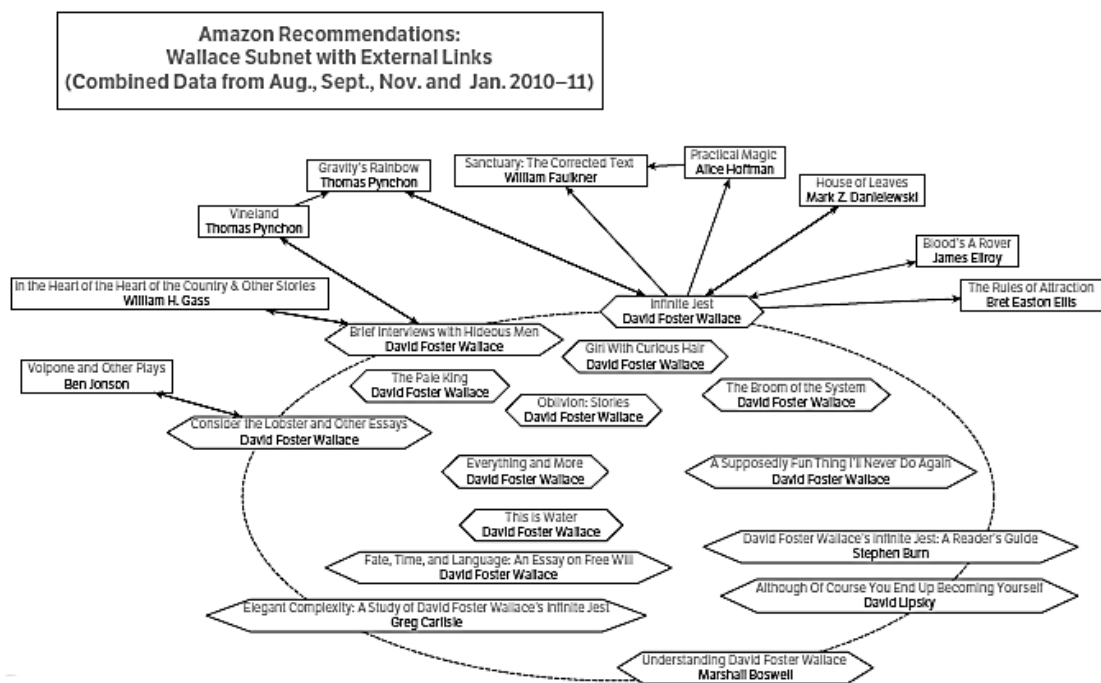 Amazon Recommendations:
Wallace Subnet with External Links
(Combined Data from Aug., Sept., Nov. and Jan. 2010–11)
Gravity's Rainbow
Thomas Pynchon
Sanctuary: The Corrected Text
William Faulkner
Practical Magic
Alice Hoffman
House of Leaves
Mark Z. Danielewski
Vineland
Thomas Pynchon
Blood's A Rover
James Ellroy
In the Heart of the Heart of the Country & Other Stories
William H. Gass
The Rules of Attraction
Bret Easton Ellis
Infinite Jest
David Foster Wallace
Brief Interviews with Hideous Men
David Foster Wallace
Girl With Curious Hair
David Foster Wallace
Volpone and Other Plays
Ben Jonson
The Pale King
David Foster Wallace
The Broom of the System
David Foster Wallace
Oblivion: Stories
David Foster Wallace
Consider the Lobster and Other Essays
David Foster Wallace
Everything and More
David Foster Wallace
A Supposedly Fun Thing I'll Never Do Again
David Foster Wallace
This is Water
David Foster Wallace
David Foster Wallace's Infinite Jest: A Reader's Guide
Stephen Burn
Fate, Time, and Language: An Essay on Free Will
David Foster Wallace
Although Of Course You End Up Becoming Yourself
David Lipsky
Elegant Complexity: A Study of David Foster Wallace's Infinite Jest
Greg Carlisle
Understanding David Foster Wallace
Marshall Boswell